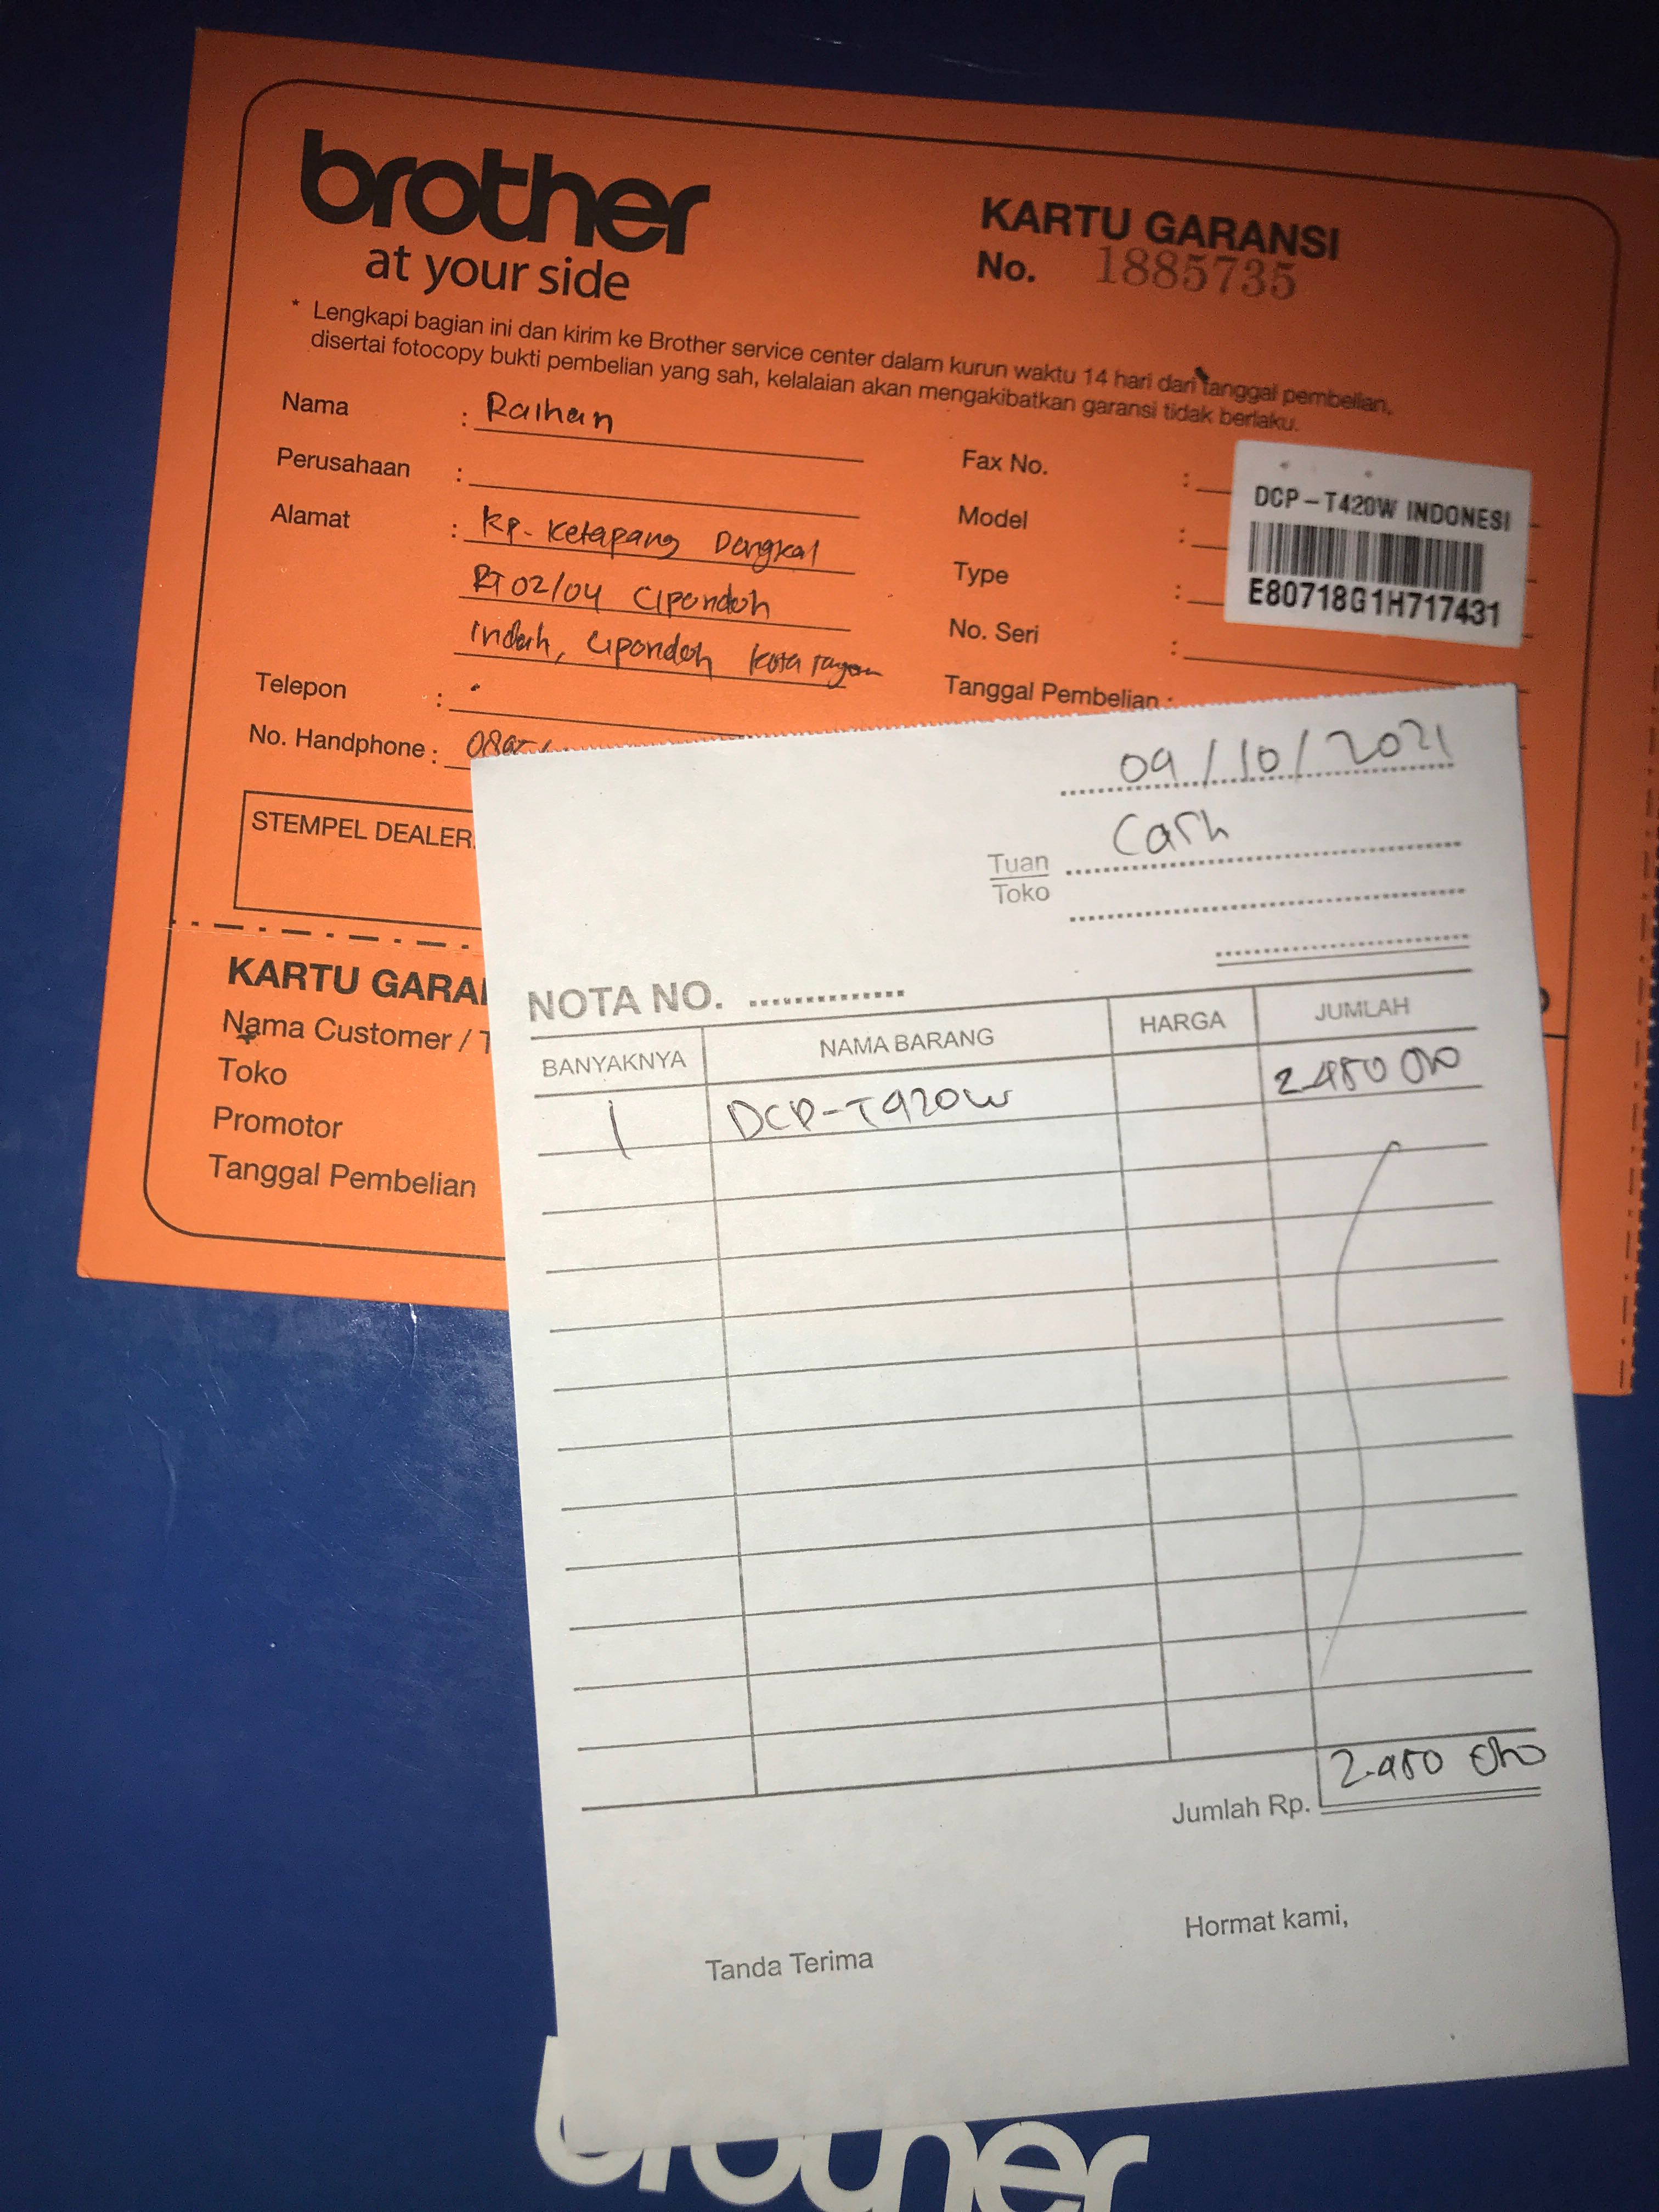 brother
at your side
KARTU GARANSI
No. 1885735
* Lengkapi bagian ini dan kirim ke Brother service center dalam kurun waktu 14 hari dari tanggal pembelian,
disertai fotocopy bukti pembelian yang sah, kelalaian akan mengakibatkan garansi tidak berlaku.
Nama : Raihan
Perusahaan :
Alamat : Kp. Ketapang Dongkal
RT 02/04 Cipondoh
Indah, Cipondoh Kota
Telepon :
No. Handphone :
Fax No. :
Model :
Type :
No. Seri :
Tanggal Pembelian :
DCP-T420W INDONESI
E80718G1H717431
STEMPEL DEALER
KARTU GARAN
Nama Customer / T
Toko
Promotor
Tanggal Pembelian
09/10/2021
Cash
Tuan
Toko
NOTA NO.
BANYAKNYA NAMA BARANG HARGA JUMLAH
1 DCP-T420W 2.450 000
Jumlah Rp. 2.450 000
Tanda Terima
Hormat kami,
brother